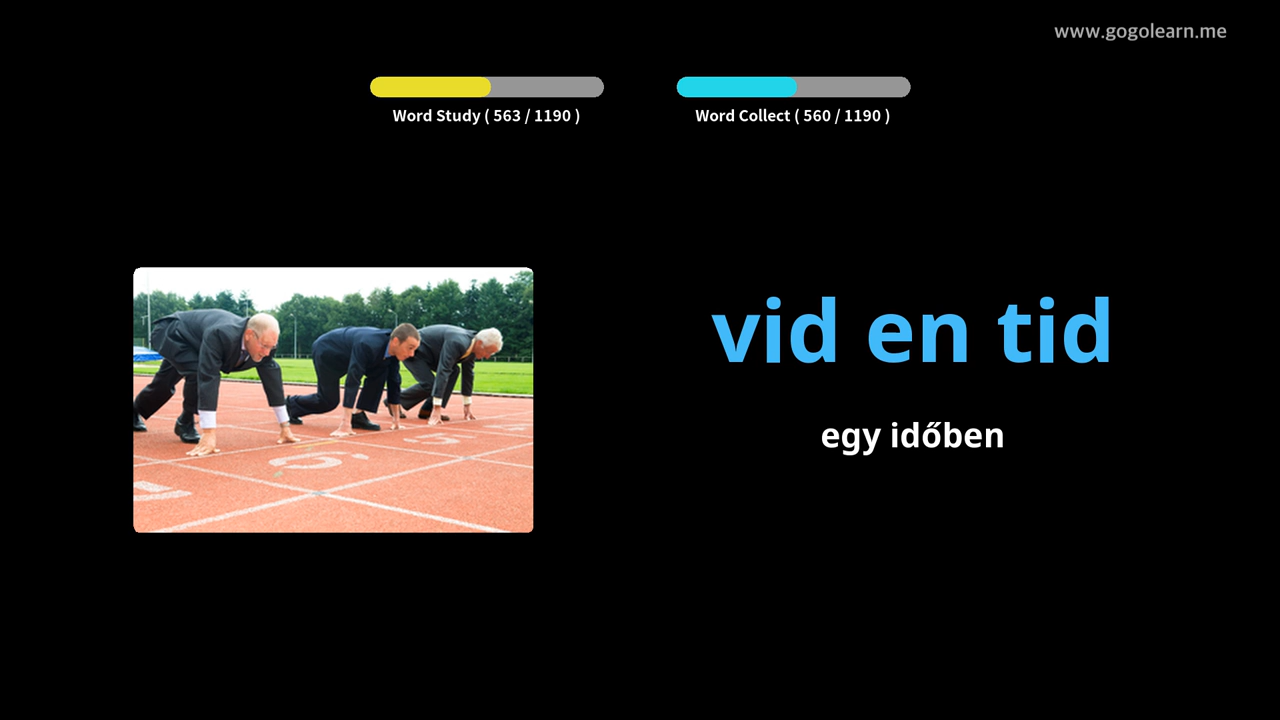 www.gogolearn.me
Word Study ( 563 / 1190 )
Word Collect ( 560 / 1190 )
vid en tid
egy időben